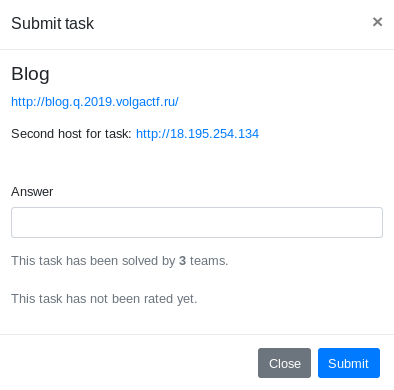 Submit task ×
Blog
http://blog.q.2019.volgactf.ru/
Second host for task: http://18.195.254.134
Answer
This task has been solved by 3 teams.
This task has not been rated yet.
Close Submit